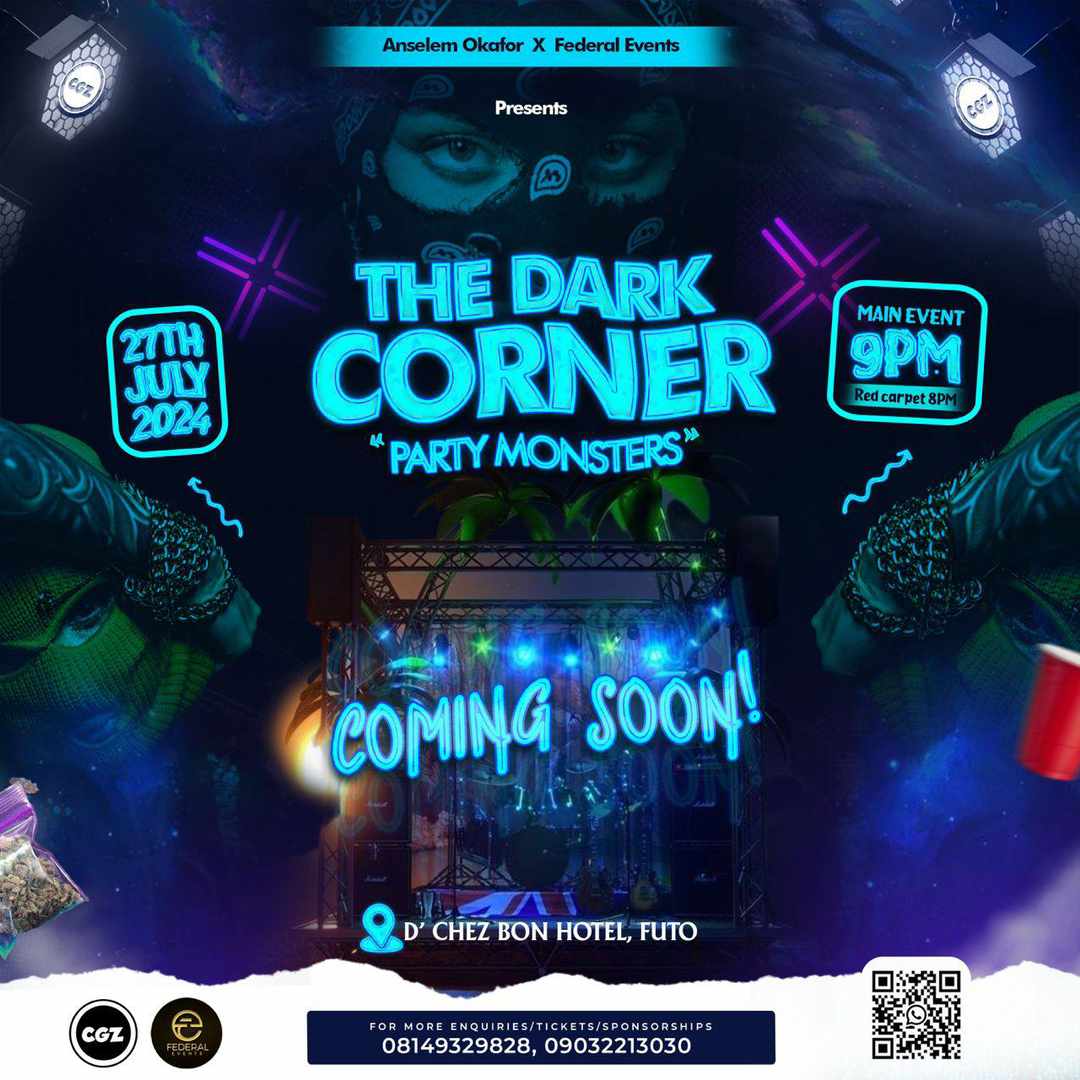 Anselem Okafor X Federal Events
Presents
CGZ
CGZ
THE DARK
CORNER
"PARTY MONSTERS"
27TH
JULY
2024
MAIN EVENT
9PM
Red carpet 8PM
COMING SOON!
D' CHEZ BON HOTEL, FUTO
CGZ
FEDERAL
EVENTS
FOR MORE ENQUIRIES/TICKETS/SPONSORSHIPS
08149329828, 09032213030